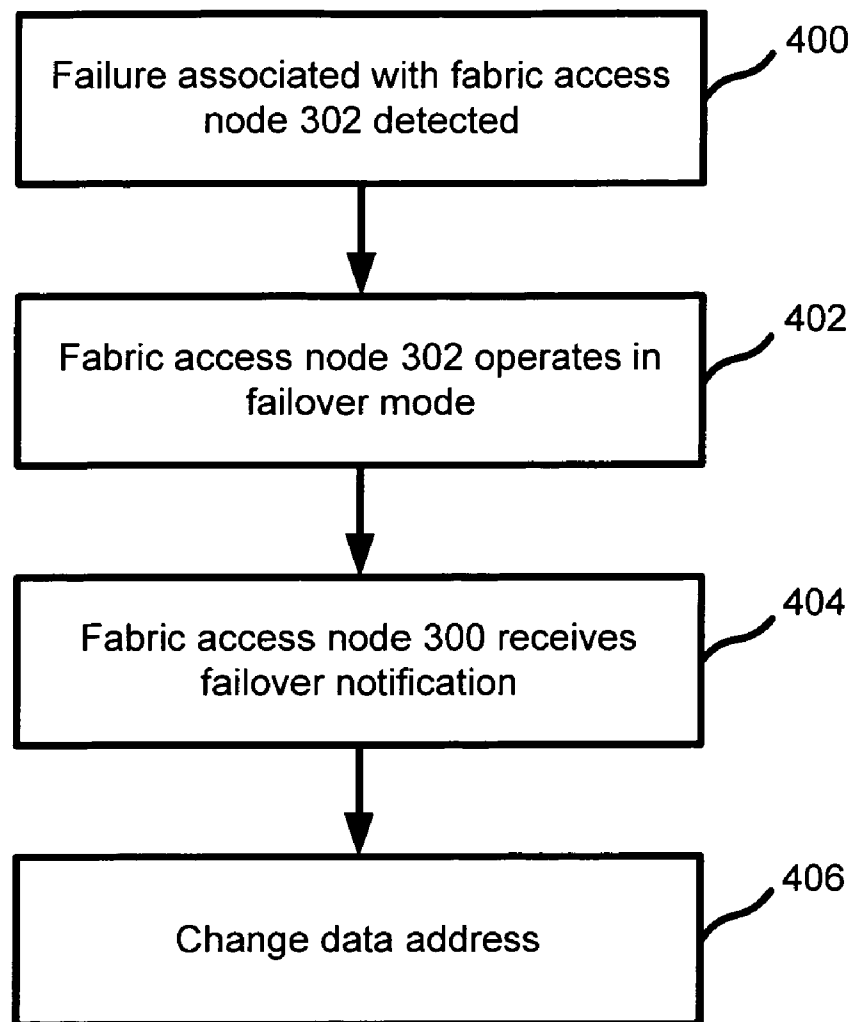 400
Failure associated with fabric access
node 302 detected
402
Fabric access node 302 operates in
failover mode
404
Fabric access node 300 receives
failover notification
406
Change data address